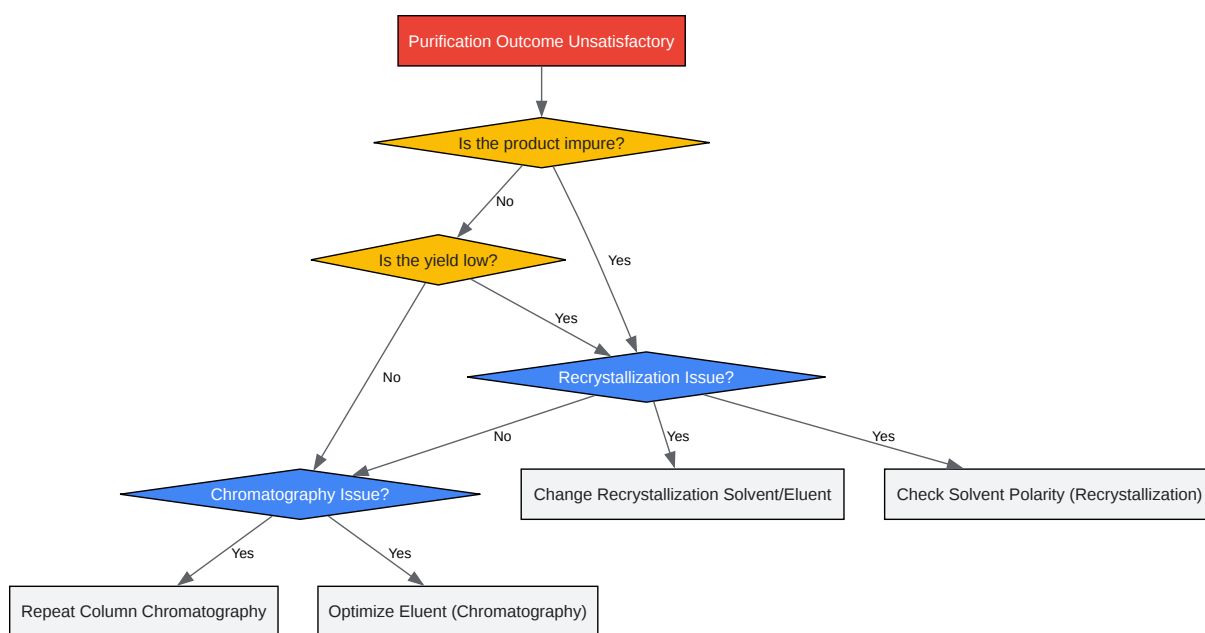 Purification Outcome Unsatisfactory
Is the product impure?
No
Is the yield low?
Yes
Yes
Recrystallization Issue?
No
No
Yes
Yes
Chromatography Issue?
Change Recrystallization Solvent/Eluent
Check Solvent Polarity (Recrystallization)
Yes
Yes
Repeat Column Chromatography
Optimize Eluent (Chromatography)